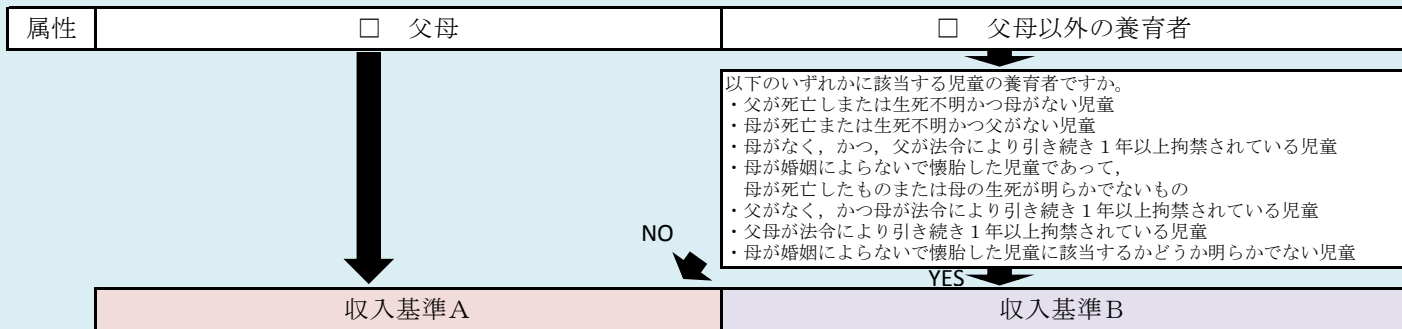 属性
□　父母
□　父母以外の養育者
以下のいずれかに該当する児童の養育者ですか。
・父が死亡しまたは生死不明かつ母がない児童
・母が死亡または生死不明かつ父がない児童
・母がなく，かつ，父が法令により引き続き１年以上拘禁されている児童
・母が婚姻によらないで懐胎した児童であって，
母が死亡したものまたは母の生死が明らかでないもの
・父がなく，かつ母が法令により引き続き１年以上拘禁されている児童
・父母が法令により引き続き１年以上拘禁されている児童
・母が婚姻によらないで懐胎した児童に該当するかどうか明らかでない児童
NO
YES
収入基準Ａ
収入基準Ｂ